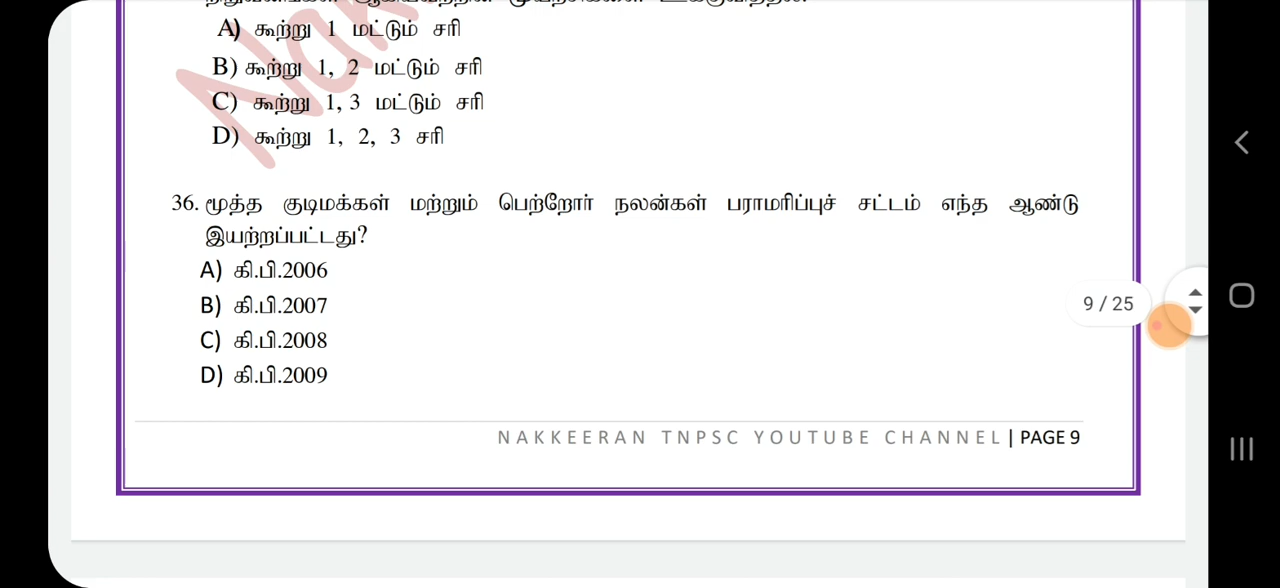 A) கூற்று 1 மட்டும் சரி
B) கூற்று 1, 2 மட்டும் சரி
C) கூற்று 1, 3 மட்டும் சரி
D) கூற்று 1, 2, 3 சரி
36. மூத்த குடிமக்கள் மற்றும் பெற்றோர் நலன்கள் பராமரிப்புச் சட்டம் எந்த ஆண்டு
இயற்றப்பட்டது?
A) கி.பி.2006
B) கி.பி.2007
9 / 25
C) கி.பி.2008
D) கி.பி.2009
NAKKEERAN TNPSC YOUTUBE CHANNEL | PAGE 9